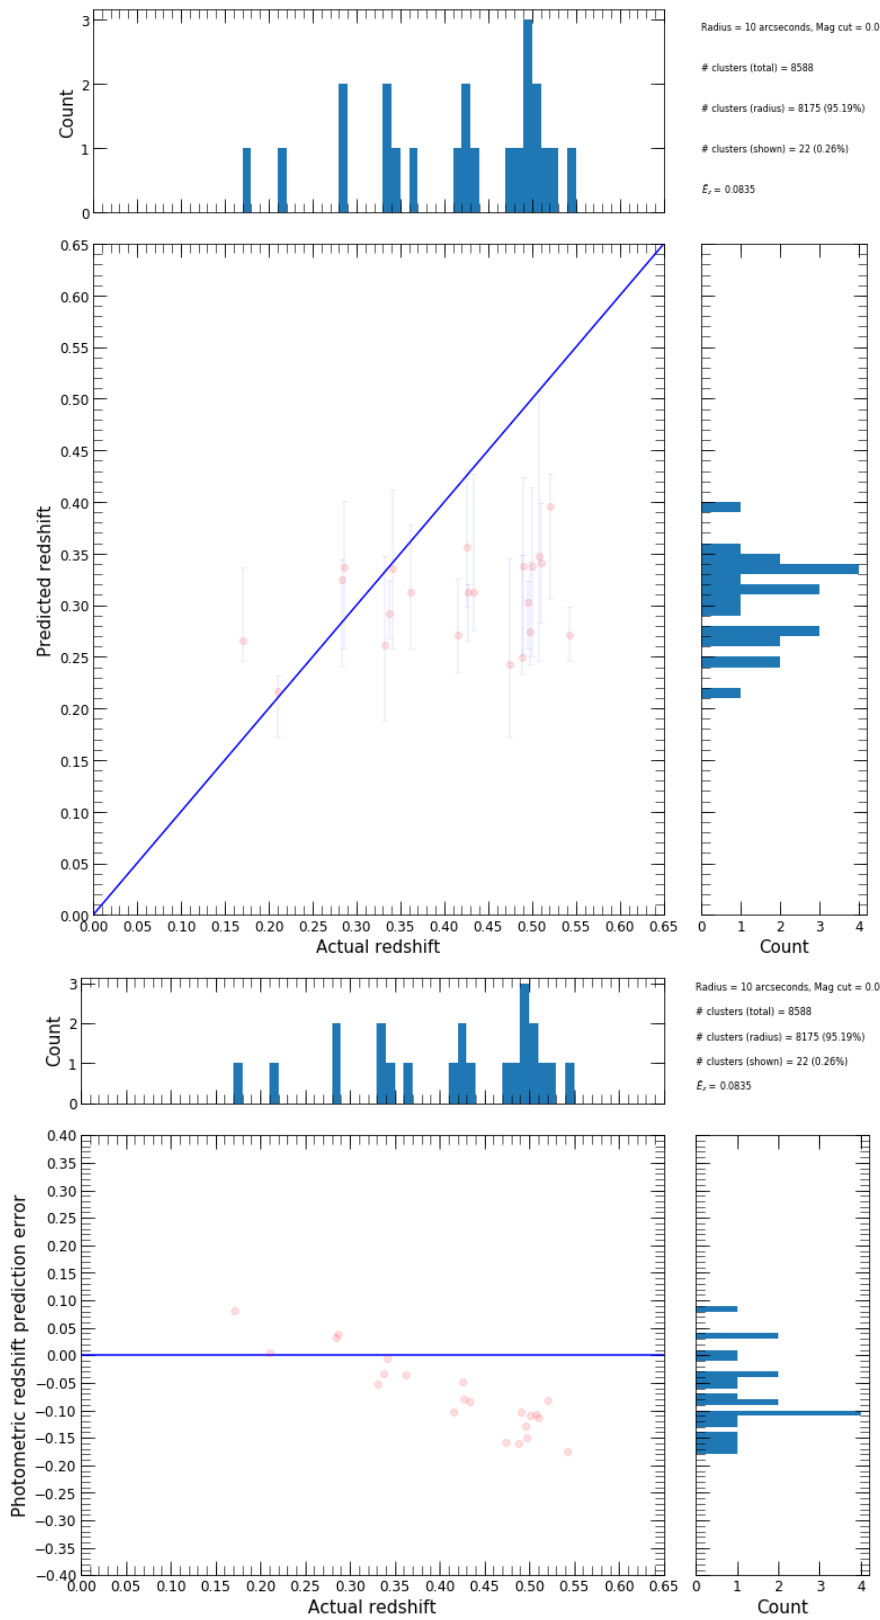 3
2
1
0
Count
Radius = 10 arcseconds, Mag cut = 0.0
# clusters (total) = 8588
# clusters (radius) = 8175 (95.19%)
# clusters (shown) = 22 (0.26%)
Ēz = 0.0835
0.65
0.60
0.55
0.50
0.45
0.40
0.35
0.30
0.25
0.20
0.15
0.10
0.05
0.00
Predicted redshift
0.00 0.05 0.10 0.15 0.20 0.25 0.30 0.35 0.40 0.45 0.50 0.55 0.60 0.65
Actual redshift
0 1 2 3 4
Count
3
2
1
0
Count
Radius = 10 arcseconds, Mag cut = 0.0
# clusters (total) = 8588
# clusters (radius) = 8175 (95.19%)
# clusters (shown) = 22 (0.26%)
Ēz = 0.0835
0.40
0.35
0.30
0.25
0.20
0.15
0.10
0.05
0.00
−0.05
−0.10
−0.15
−0.20
−0.25
−0.30
−0.35
−0.40
Photometric redshift prediction error
0.00 0.05 0.10 0.15 0.20 0.25 0.30 0.35 0.40 0.45 0.50 0.55 0.60 0.65
Actual redshift
0 1 2 3 4
Count